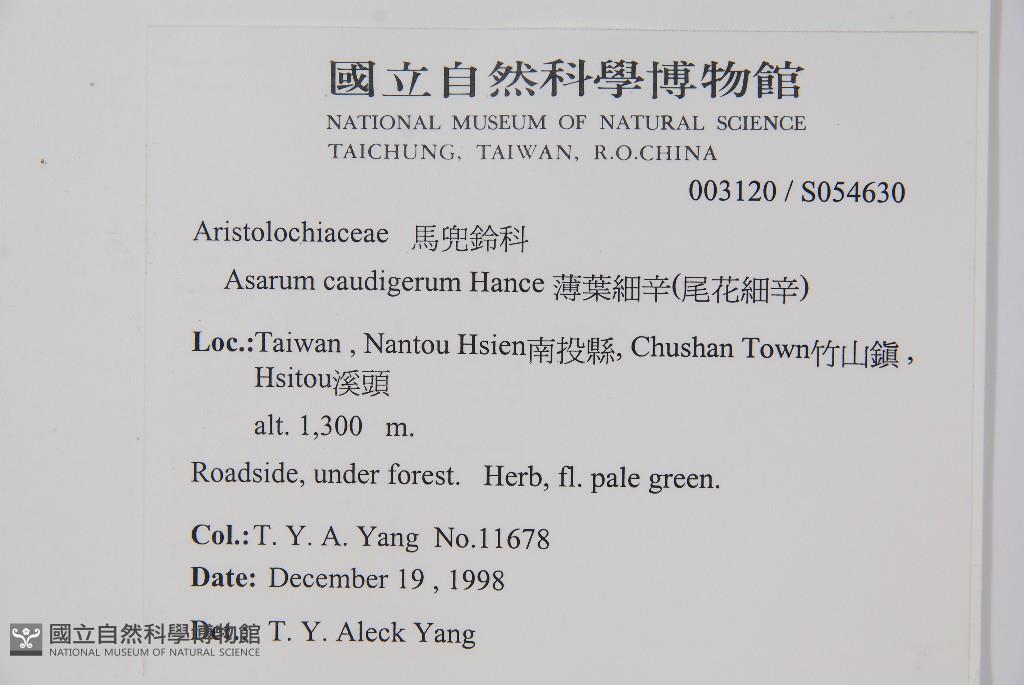 國立自然科學博物館
NATIONAL MUSEUM OF NATURAL SCIENCE
TAICHUNG, TAIWAN, R.O.CHINA
003120 / S054630
Aristolochiaceae 馬兜鈴科
Asarum caudigerum Hance 薄葉細辛(尾花細辛)
Loc.:Taiwan , Nantou Hsien南投縣, Chushan Town竹山鎮 ,
Hsitou溪頭
alt. 1,300 m.
Roadside, under forest. Herb, fl. pale green.
Col.: T. Y. A. Yang No.11678
Date: December 19 , 1998
Det.: T. Y. Aleck Yang
國立自然科學博物館
NATIONAL MUSEUM OF NATURAL SCIENCE